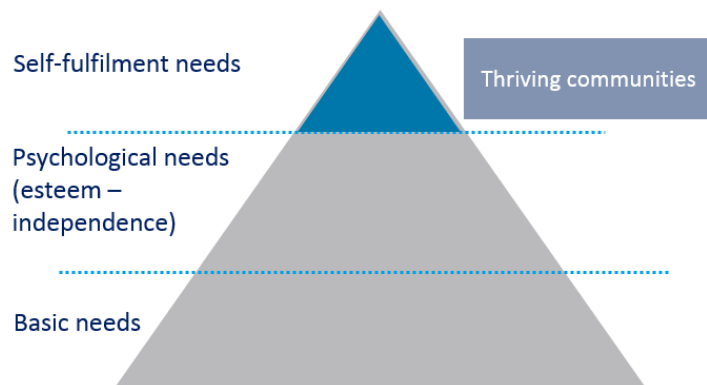 Self-fulfilment needs
Thriving communities
Psychological needs
(esteem –
independence)
Basic needs